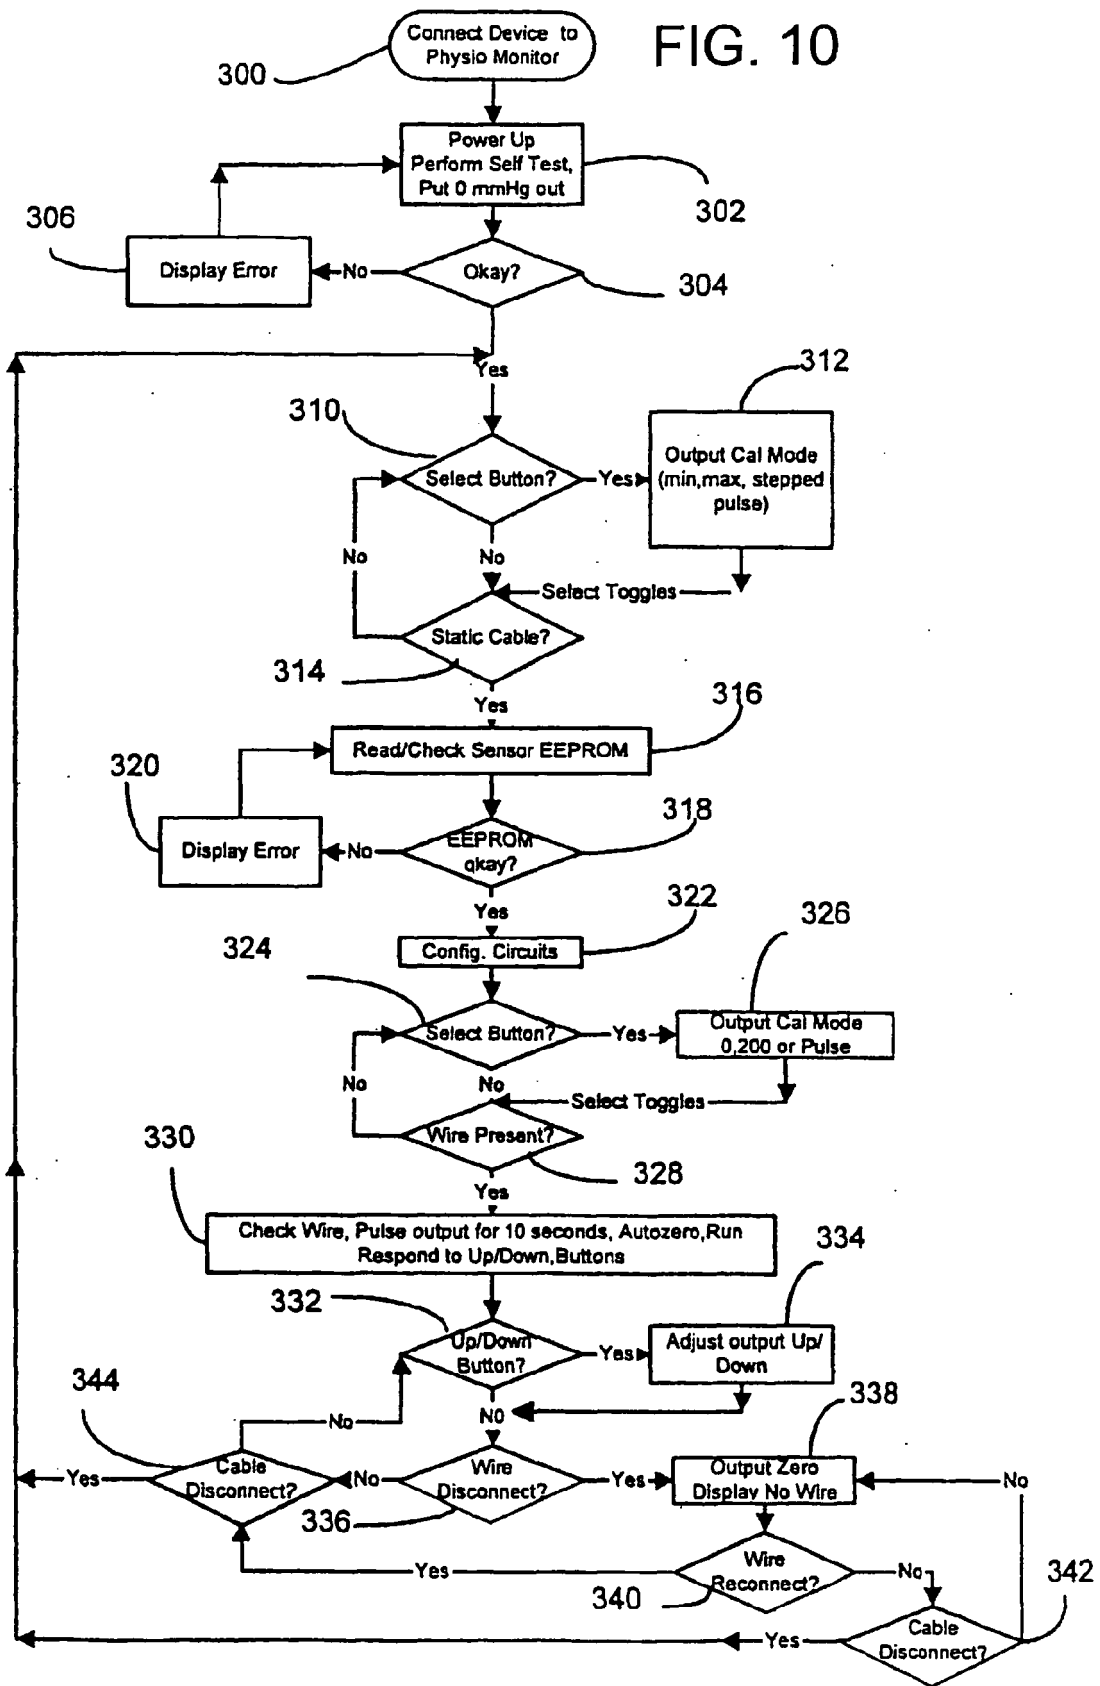 FIG. 10
Connect Device to
Physio Monitor
300
Power Up
Perform Self Test,
Put 0 mmHg out
302
306
Display Error
No
Okay?
304
Yes
312
310
Select Button?
Yes
Output Cal Mode
(min,max, stepped
pulse)
No
No
Select Toggles
Static Cable?
314
Yes
316
Read/Check Sensor EEPROM
320
318
Display Error
No
EEPROM
okay?
Yes
322
326
324
Config. Circuits
Select Button?
Yes
Output Cal Mode
0,200 or Pulse
No
No
Select Toggles
Wire Present?
330
328
Yes
Check Wire, Pulse output for 10 seconds, Autozero,Run
Respond to Up/Down,Buttons
334
332
Up/Down
Button?
Yes
Adjust output Up/
Down
344
338
No
NO
Yes
Cable
Disconnect?
No
Wire
Disconnect?
Yes
Output Zero
Display No Wire
No
336
Yes
Wire
Reconnect?
No
342
340
Yes
Cable
Disconnect?